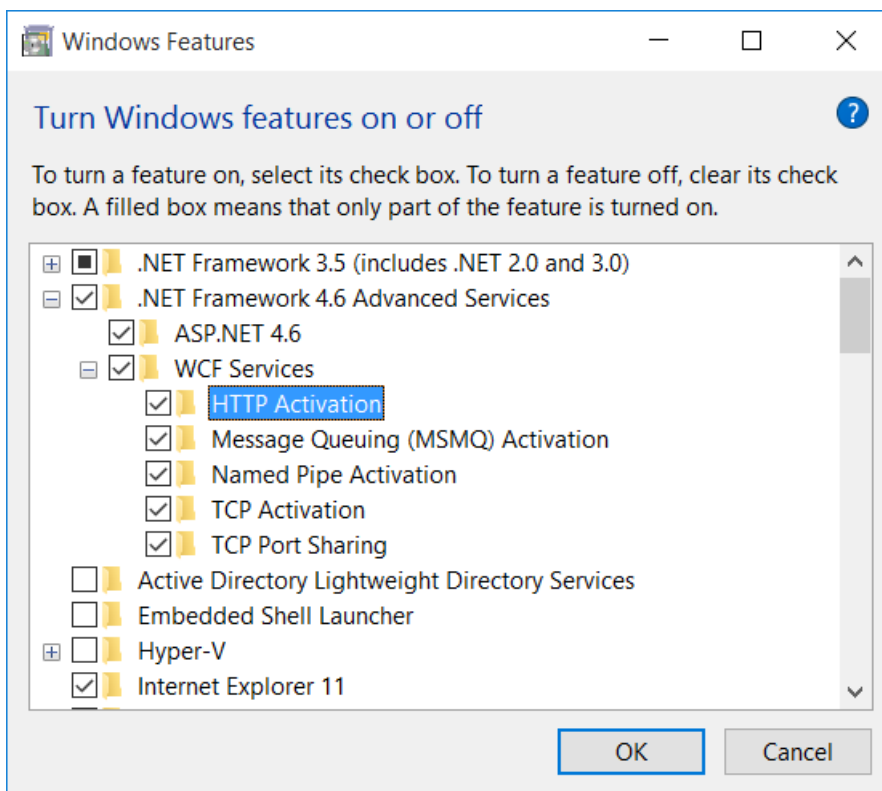 Windows Features
Turn Windows features on or off
?
To turn a feature on, select its check box. To turn a feature off, clear its check
box. A filled box means that only part of the feature is turned on.
.NET Framework 3.5 (includes .NET 2.0 and 3.0)
.NET Framework 4.6 Advanced Services
ASP.NET 4.6
WCF Services
HTTP Activation
Message Queuing (MSMQ) Activation
Named Pipe Activation
TCP Activation
TCP Port Sharing
Active Directory Lightweight Directory Services
Embedded Shell Launcher
Hyper-V
Internet Explorer 11
OK Cancel